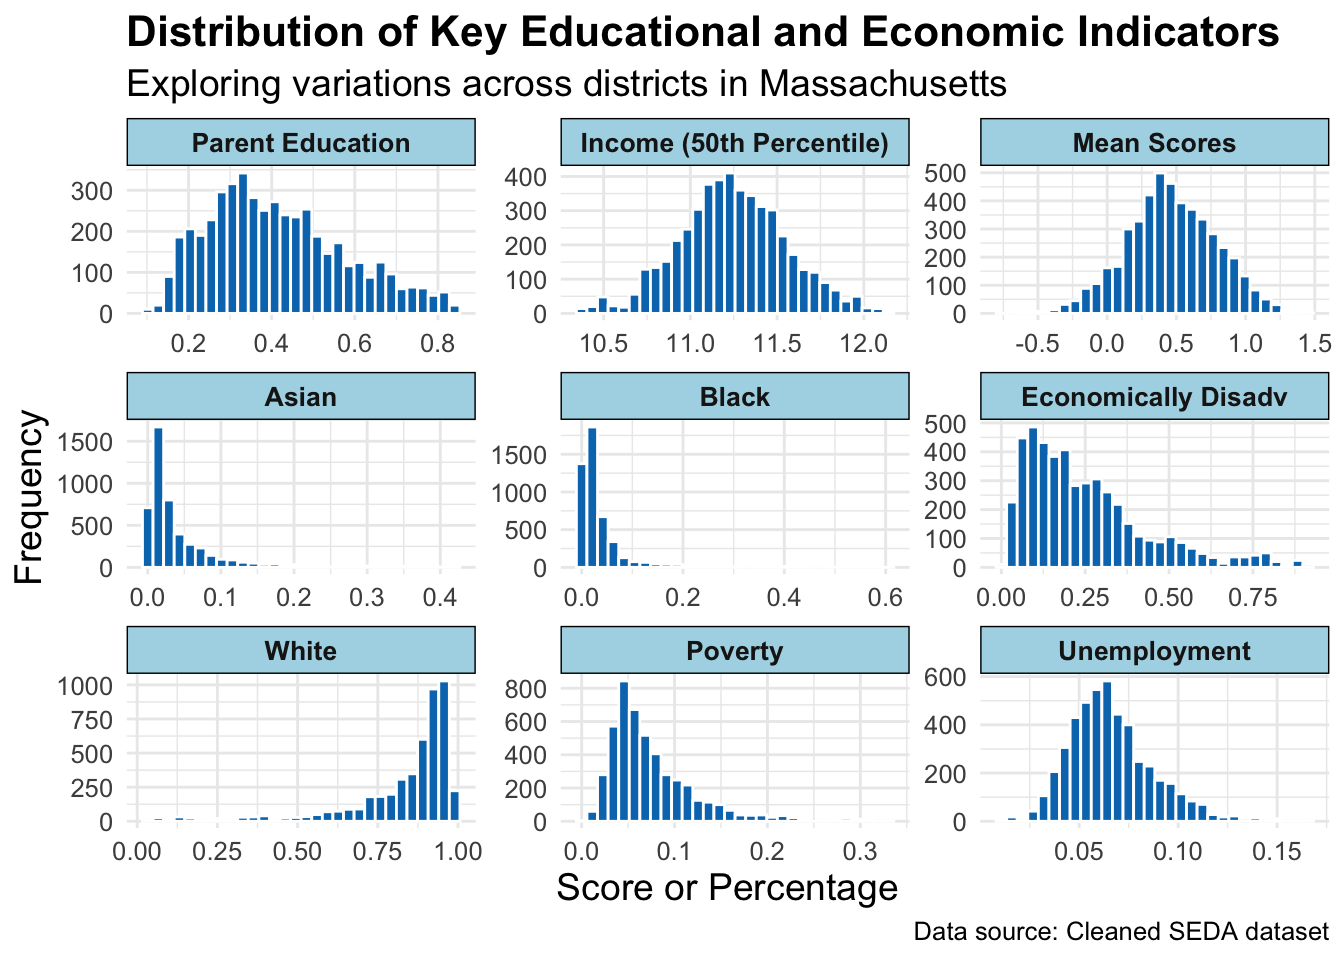 Distribution of Key Educational and Economic Indicators
Exploring variations across districts in Massachusetts
Parent Education
Income (50th Percentile)
Mean Scores
300
200
100
0
0.2 0.4 0.6 0.8
400
300
200
100
0
10.5 11.0 11.5 12.0
500
400
300
200
100
0
-0.5 0.0 0.5 1.0 1.5
Frequency
Asian
Black
Economically Disadv
1500
1000
500
0
0.0 0.1 0.2 0.3 0.4
1500
1000
500
0
0.0 0.2 0.4 0.6
500
400
300
200
100
0
0.00 0.25 0.50 0.75
White
Poverty
Unemployment
1000
750
500
250
0
0.00 0.25 0.50 0.75 1.00
800
600
400
200
0
0.0 0.1 0.2 0.3
600
400
200
0
0.05 0.10 0.15
Score or Percentage
Data source: Cleaned SEDA dataset